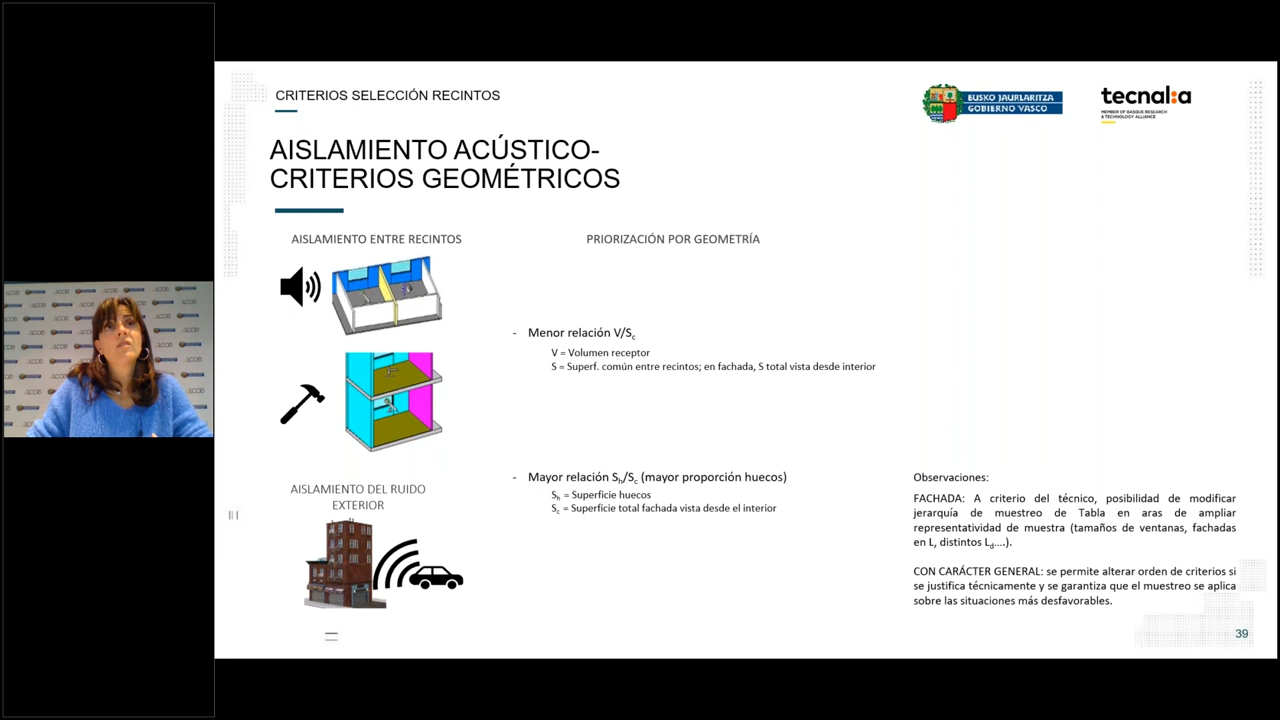 CRITERIOS SELECCIÓN RECINTOS
EUSKO JAURLARITZA
GOBIERNO VASCO
tecnal:a
MEMBER OF BASQUE RESEARCH
& TECHNOLOGY ALLIANCE
AISLAMIENTO ACÚSTICO-
CRITERIOS GEOMÉTRICOS
AISLAMIENTO ENTRE RECINTOS
PRIORIZACIÓN POR GEOMETRÍA
- Menor relación V/Sc
V = Volumen receptor
S = Superf. común entre recintos; en fachada, S total vista desde interior
- Mayor relación Sh/Sc (mayor proporción huecos)
Sh = Superficie huecos
Sc = Superficie total fachada vista desde el interior
AISLAMIENTO DEL RUIDO
EXTERIOR
Observaciones:
FACHADA: A criterio del técnico, posibilidad de modificar
jerarquía de muestreo de Tabla en aras de ampliar
representatividad de muestra (tamaños de ventanas, fachadas
en L, distintos Ld....).
CON CARÁCTER GENERAL: se permite alterar orden de criterios si
se justifica técnicamente y se garantiza que el muestreo se aplica
sobre las situaciones más desfavorables.
39